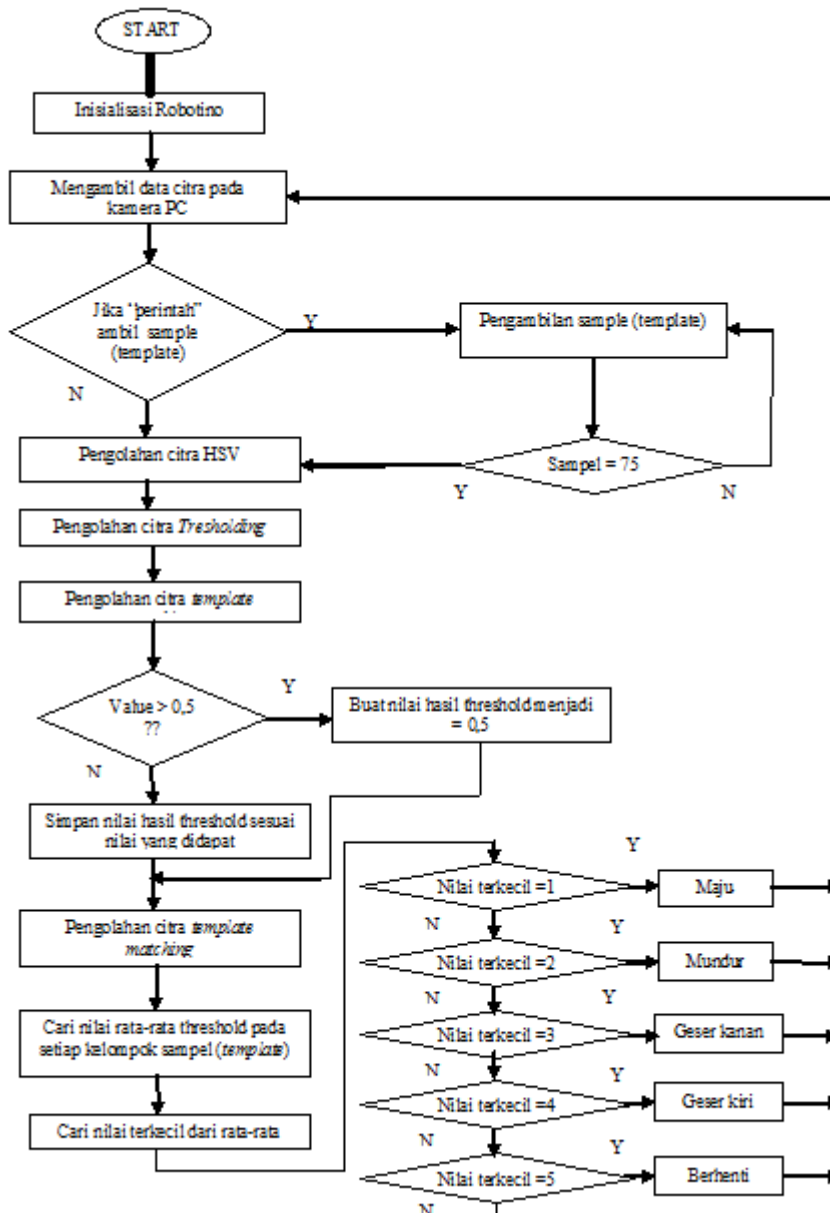 START
Inisialisasi Robotino
Mengambil data citra pada
kamera PC
Jika "perintah"
ambil sample
(template)
Y
N
Pengambilan sample (template)
Sampel = 75
Y
N
Pengolahan citra HSV
Pengolahan citra Tresholding
Pengolahan citra template
Value > 0,5
??
Y
N
Buat nilai hasil threshold menjadi
= 0,5
Simpan nilai hasil threshold sesuai
nilai yang didapat
Pengolahan citra template
matching
Cari nilai rata-rata threshold pada
setiap kelompok sampel (template)
Cari nilai terkecil dari rata-rata
Nilai terkecil =1
Y
Maju
N
Nilai terkecil =2
Y
Mundur
N
Nilai terkecil =3
Y
Geser kanan
N
Nilai terkecil =4
Y
Geser kiri
N
Nilai terkecil =5
Y
Berhenti
N